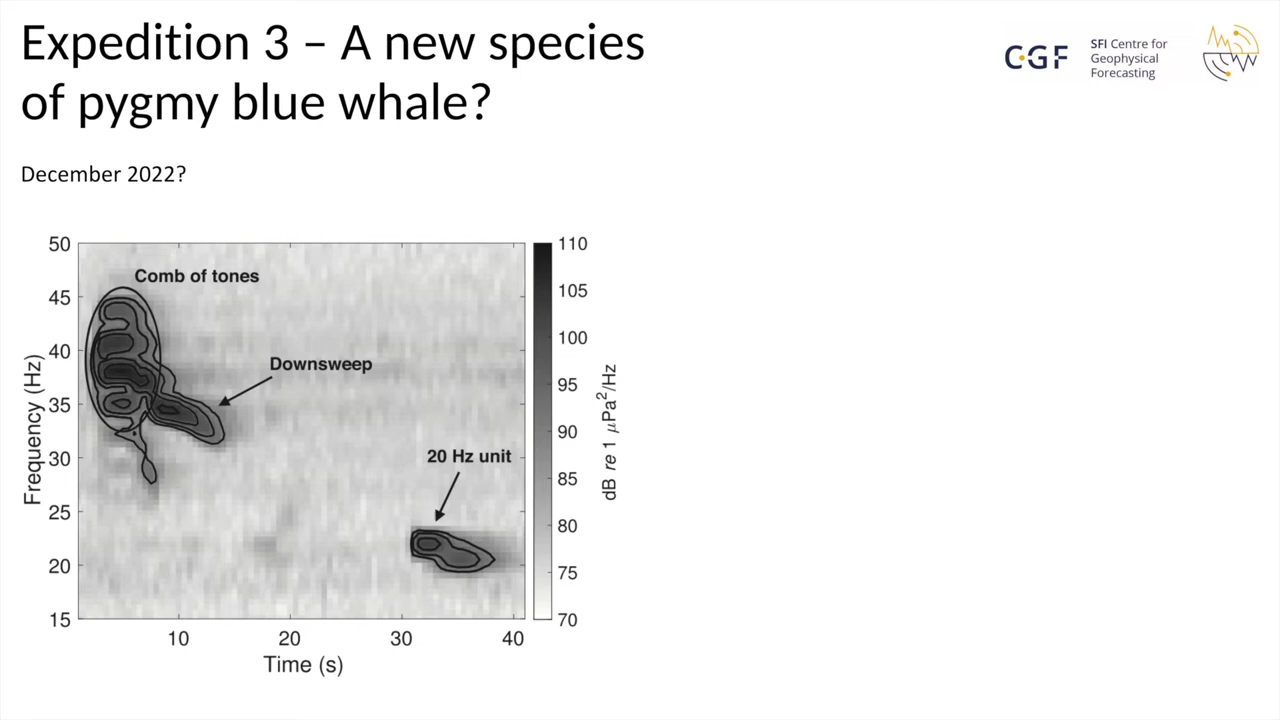 Expedition 3 – A new species
of pygmy blue whale?
CGF
SFI Centre for
Geophysical
Forecasting
December 2022?
Comb of tones
Downsweep
20 Hz unit
50
45
40
35
30
25
20
15
Frequency (Hz)
10
20
30
40
Time (s)
110
105
100
95
90
85
80
75
70
dB re 1 μPa²/Hz